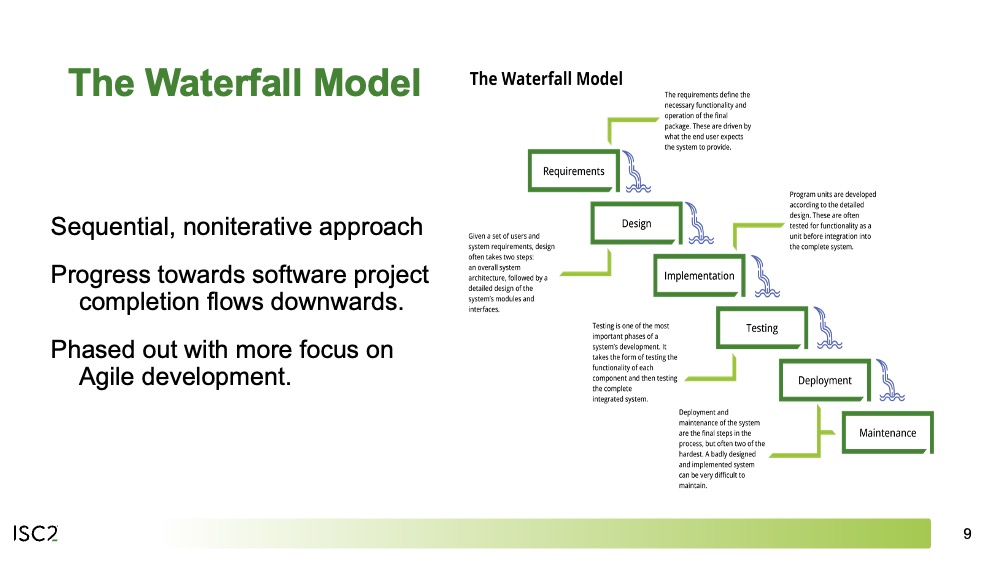 The Waterfall Model
Sequential, noniterative approach
Progress towards software project
completion flows downwards.
Phased out with more focus on
Agile development.
The Waterfall Model
The requirements define the
necessary functionality and
operation of the final
package. These are driven by
what the end user expects
the system to provide.
Requirements
Design
Given a set of users and
system requirements, design
often takes two steps:
an overall system
architecture, followed by a
detailed design of the
system's modules and
interfaces.
Program units are developed
according to the detailed
design. These are often
tested for functionality as a
unit before integration into
the complete system.
Implementation
Testing
Testing is one of the most
important phases of a
system's development. It
takes the form of testing the
functionality of each
component and then testing
the complete
integrated system.
Deployment
Deployment and
maintenance of the system
are the final steps in the
process, but often two of the
hardest. A badly designed
and implemented system
can be very difficult to
maintain.
Maintenance
ISC2
9